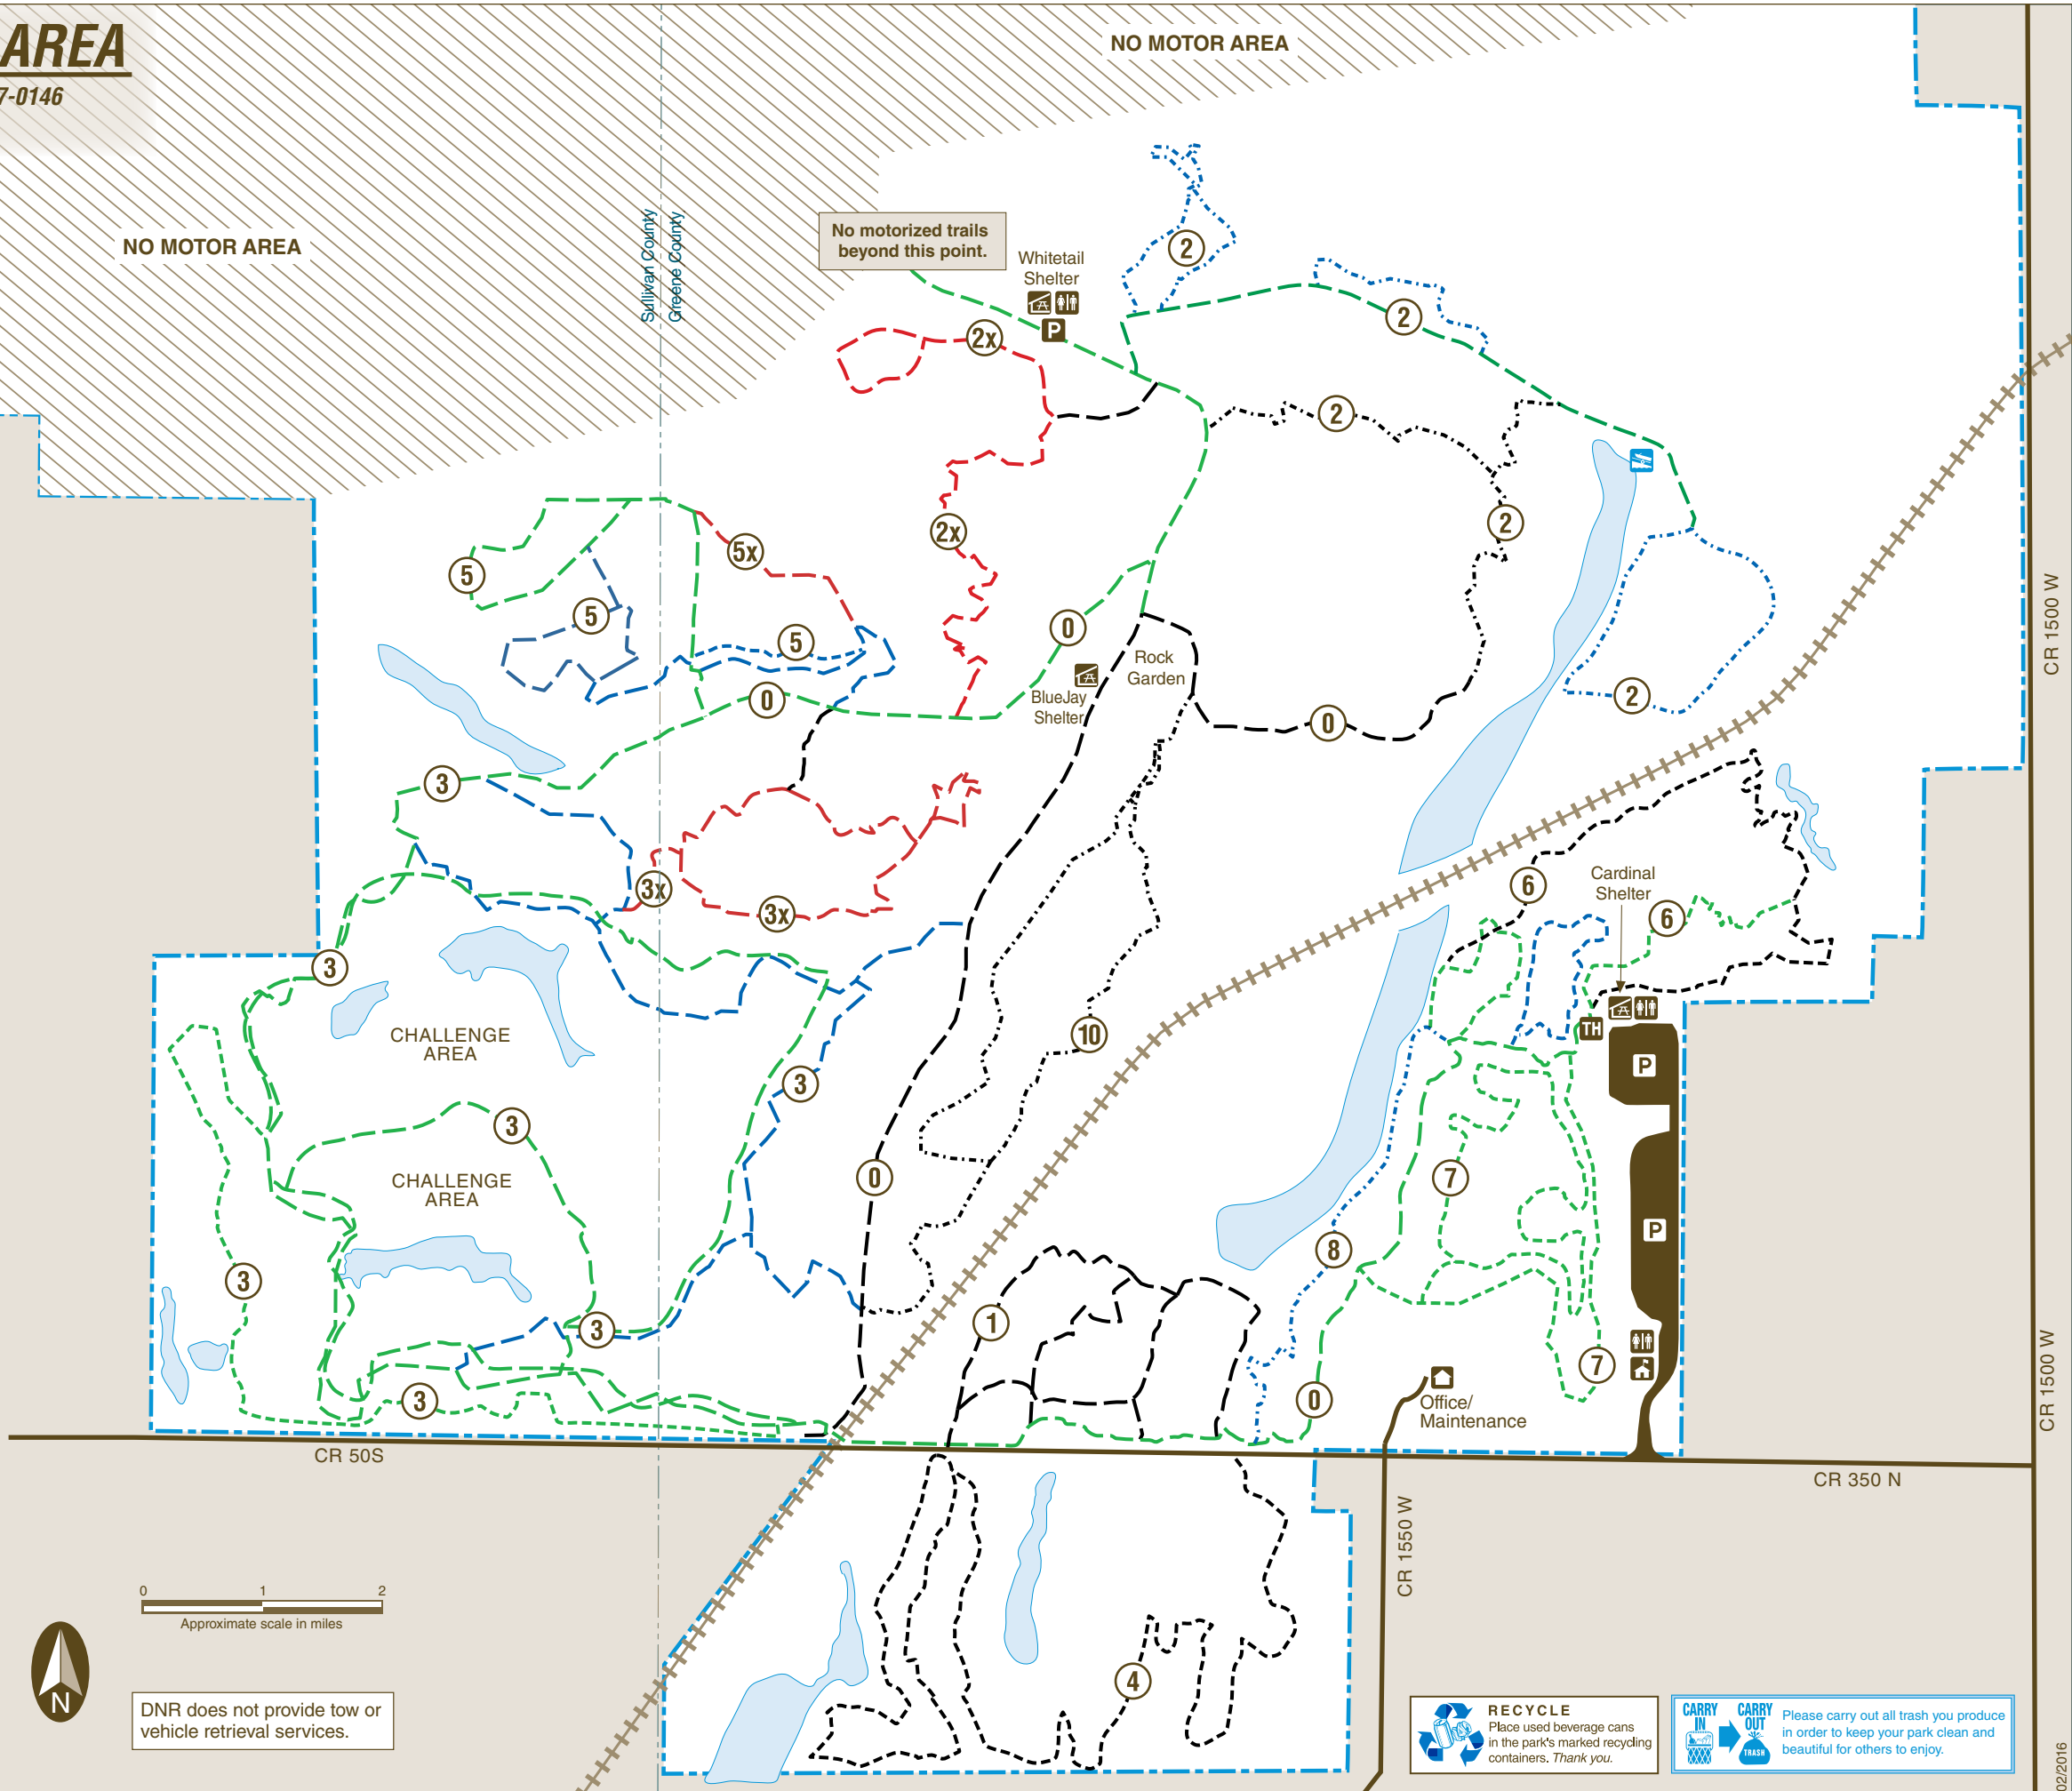 AREA
7-0146
NO MOTOR AREA
NO MOTOR AREA
Sullivan County
Greene County
No motorized trails
beyond this point.
Whitetail
Shelter
P
2
2
2x
2
2x
2
5x
5
5
5
0
0
Rock
Garden
BlueJay
Shelter
0
2
3
3x
3x
6
Cardinal
Shelter
6
3
CHALLENGE
AREA
10
TH
P
3
3
CHALLENGE
AREA
0
7
P
8
3
1
3
7
3
0
Office/
Maintenance
CR 1500 W
CR 1500 W
CR 50S
CR 350 N
CR 1550 W
4
0 1 2
Approximate scale in miles
N
DNR does not provide tow or
vehicle retrieval services.
RECYCLE
Place used beverage cans
in the park's marked recycling
containers. Thank you.
CARRY IN
CARRY OUT
TRASH
Please carry out all trash you produce
in order to keep your park clean and
beautiful for others to enjoy.
02/2016